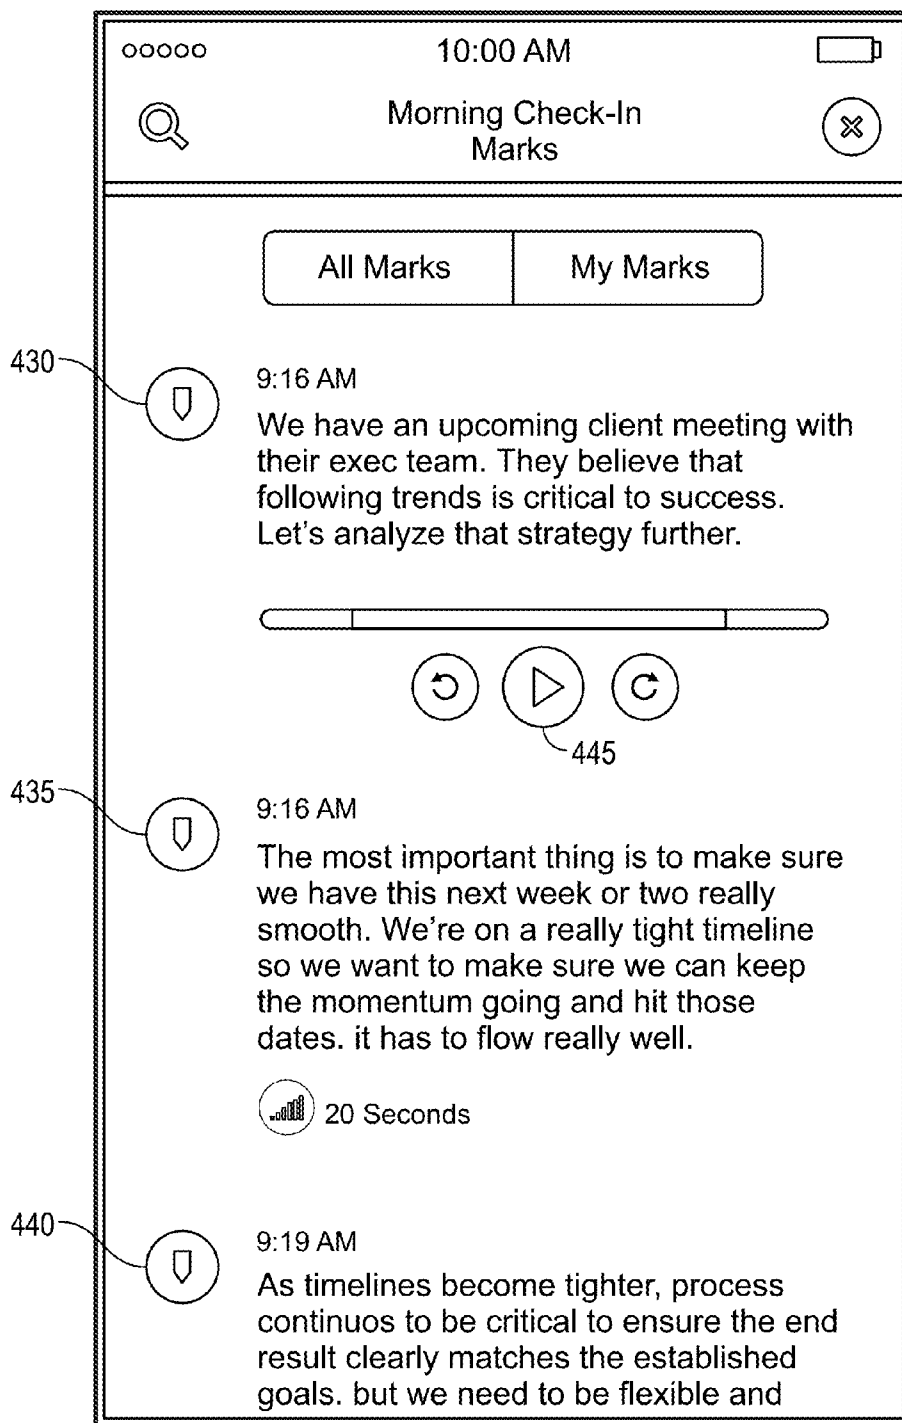 10:00 AM
Morning Check-In
Marks
All Marks
My Marks
430
9:16 AM
We have an upcoming client meeting with
their exec team. They believe that
following trends is critical to success.
Let's analyze that strategy further.
445
435
9:16 AM
The most important thing is to make sure
we have this next week or two really
smooth. We're on a really tight timeline
so we want to make sure we can keep
the momentum going and hit those
dates. it has to flow really well.
20 Seconds
440
9:19 AM
As timelines become tighter, process
continuos to be critical to ensure the end
result clearly matches the established
goals. but we need to be flexible and